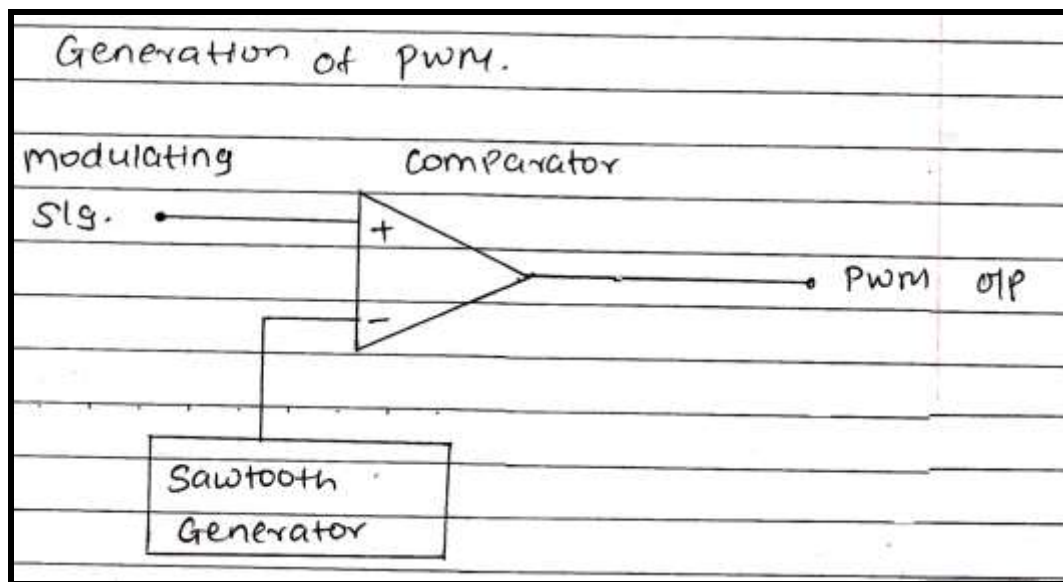 Generation of PWM.
modulating comparator
sig.
+
PWM o/p
-
Sawtooth
Generator